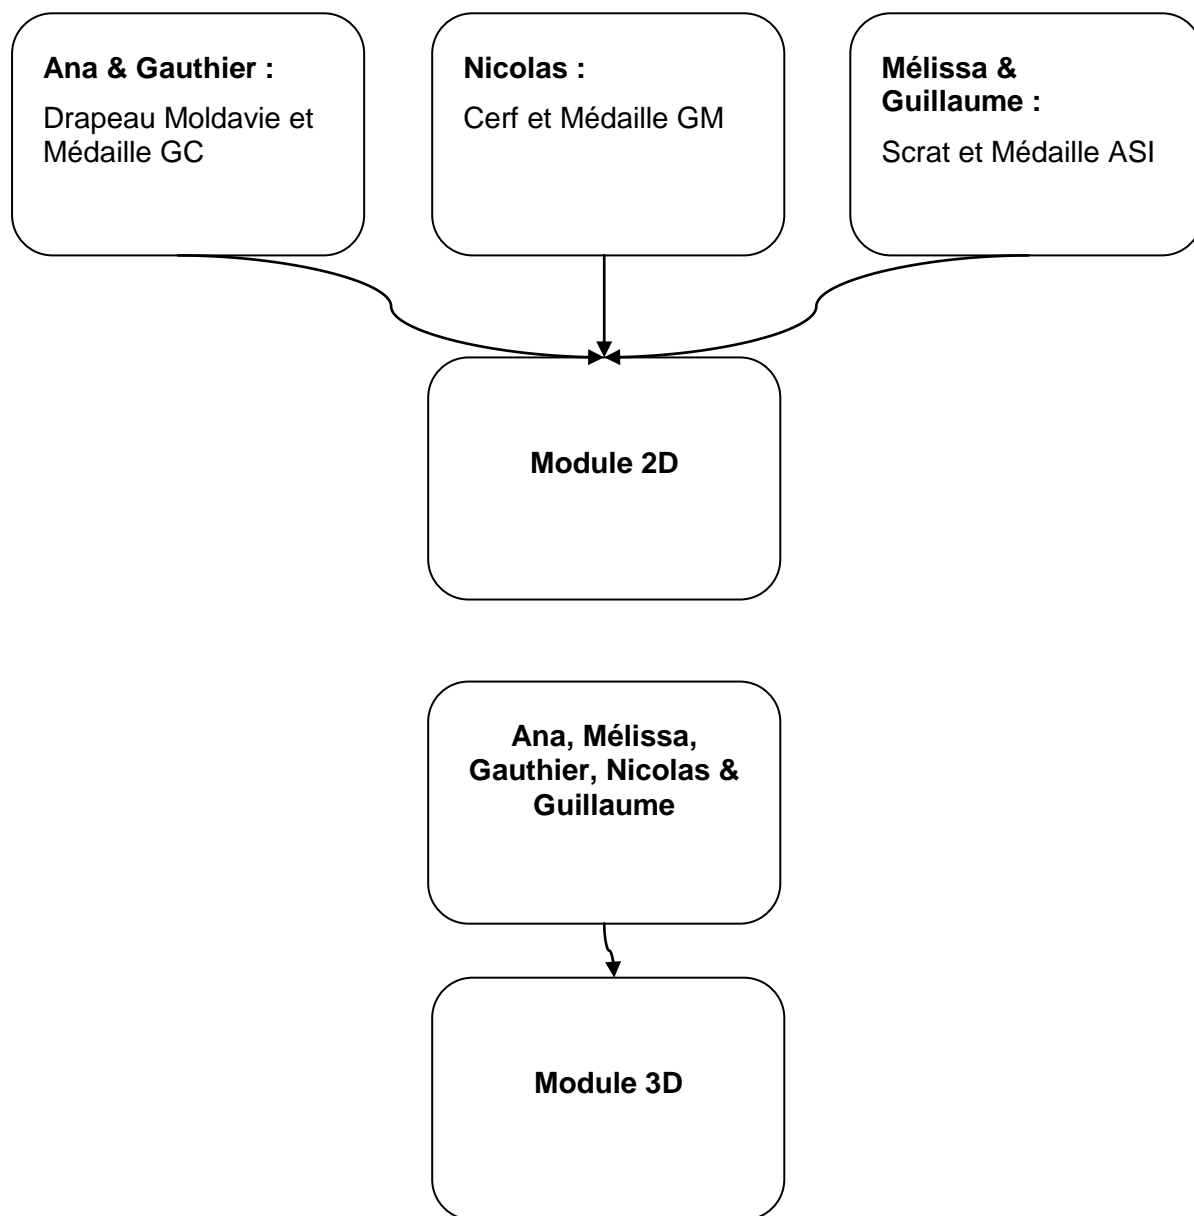 Ana & Gauthier :
Drapeau Moldavie et
Médaille GC
Nicolas :
Cerf et Médaille GM
Mélissa &
Guillaume :
Scrat et Médaille ASI
Module 2D
Ana, Mélissa,
Gauthier, Nicolas &
Guillaume
Module 3D